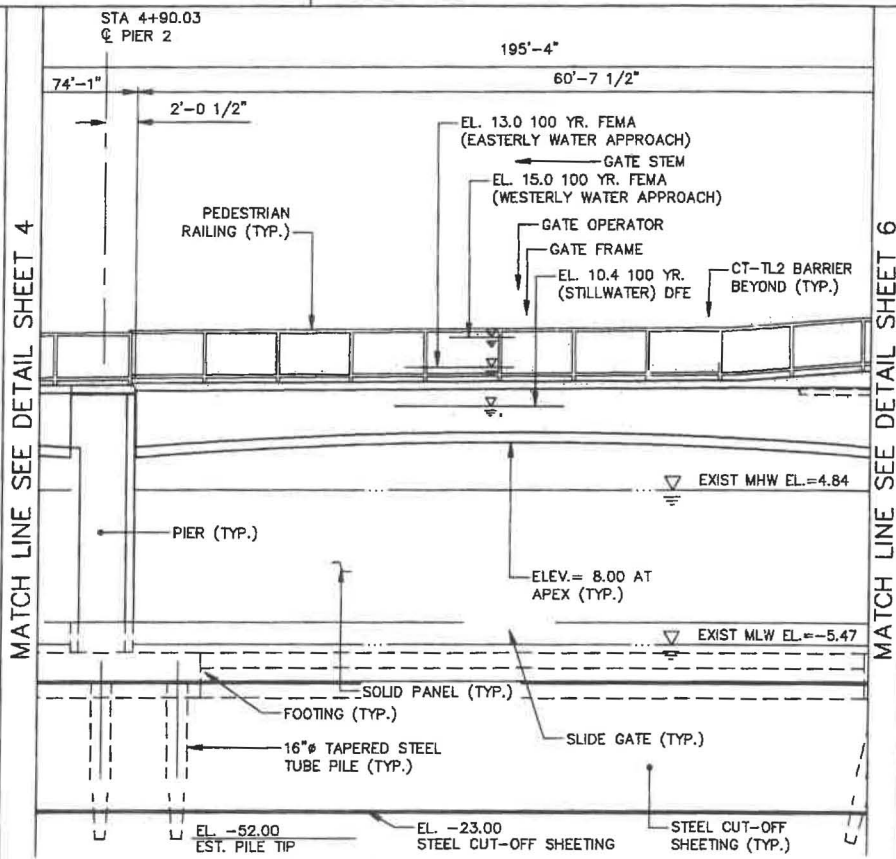 STA 4+90.03
℄ PIER 2
195'-4"
74'-1"
60'-7 1/2"
2'-0 1/2"
EL. 13.0 100 YR. FEMA
(EASTERLY WATER APPROACH)
GATE STEM
EL. 15.0 100 YR. FEMA
(WESTERLY WATER APPROACH)
PEDESTRIAN
RAILING (TYP.)
GATE OPERATOR
GATE FRAME
EL. 10.4 100 YR.
(STILLWATER) DFE
CT-TL2 BARRIER
BEYOND (TYP.)
MATCH LINE SEE DETAIL SHEET 4
MATCH LINE SEE DETAIL SHEET 6
EXIST MHW EL.=4.84
PIER (TYP.)
ELEV.= 8.00 AT
APEX (TYP.)
EXIST MLW EL.=-5.47
SOLID PANEL (TYP.)
FOOTING (TYP.)
SLIDE GATE (TYP.)
16"ø TAPERED STEEL
TUBE PILE (TYP.)
EL. -52.00
EST. PILE TIP
EL. -23.00
STEEL CUT-OFF SHEETING
STEEL CUT-OFF
SHEETING (TYP.)